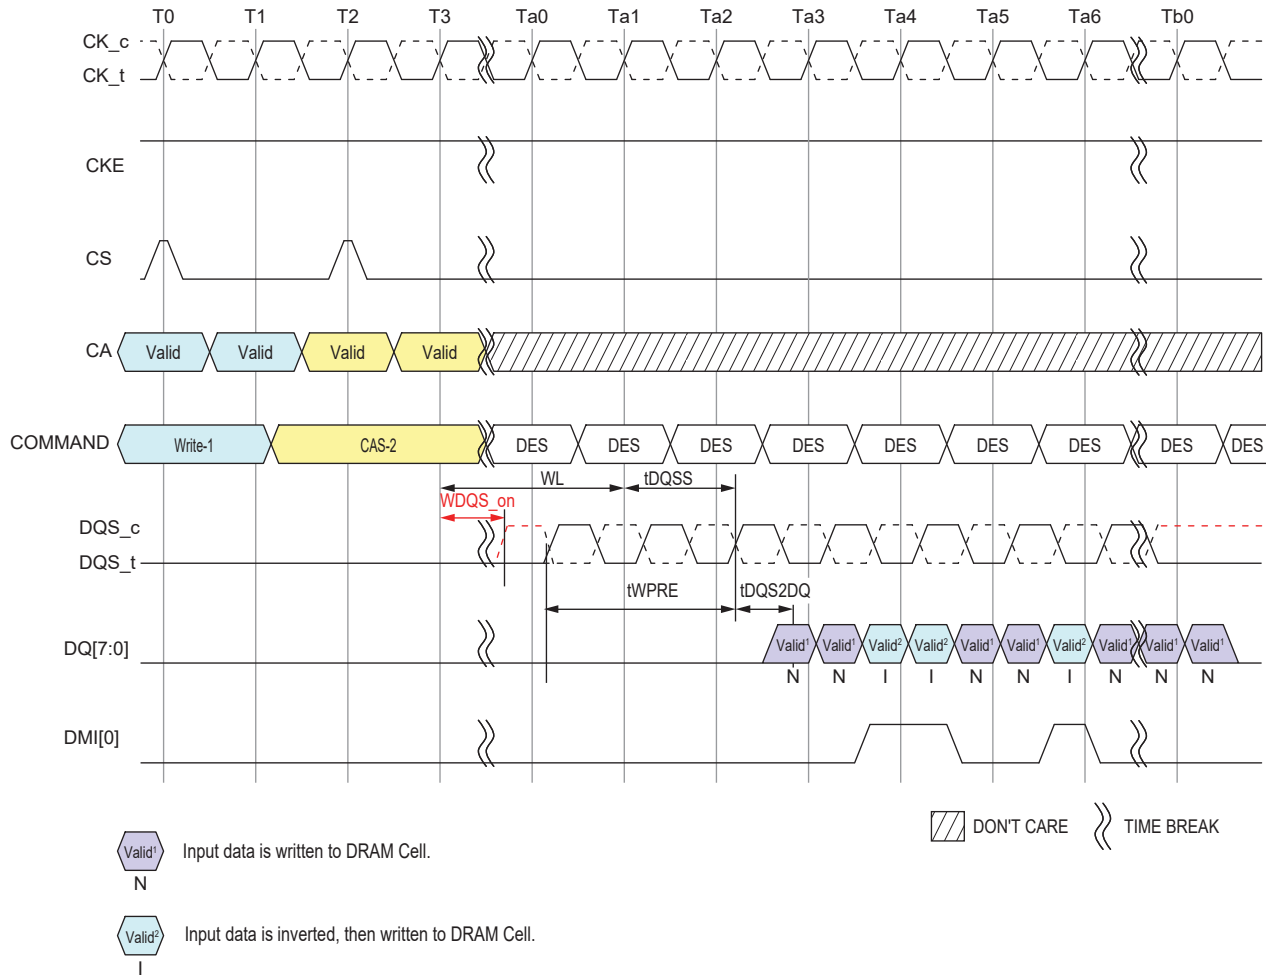 T0 T1 T2 T3 Ta0 Ta1 Ta2 Ta3 Ta4 Ta5 Ta6 Tb0
CK_c
CK_t
CKE
CS
CA Valid Valid Valid Valid
COMMAND Write-1 CAS-2 DES DES DES DES DES DES DES DES DES
WL tDQSS
WDQS_on
DQS_c
DQS_t
tWPRE tDQS2DQ
DQ[7:0] Valid¹ Valid¹ Valid² Valid² Valid¹ Valid¹ Valid² Valid¹ Valid¹ Valid¹
N N I I N N I N N N
DMI[0]
DON'T CARE TIME BREAK
Valid¹ Input data is written to DRAM Cell.
N
Valid² Input data is inverted, then written to DRAM Cell.
I